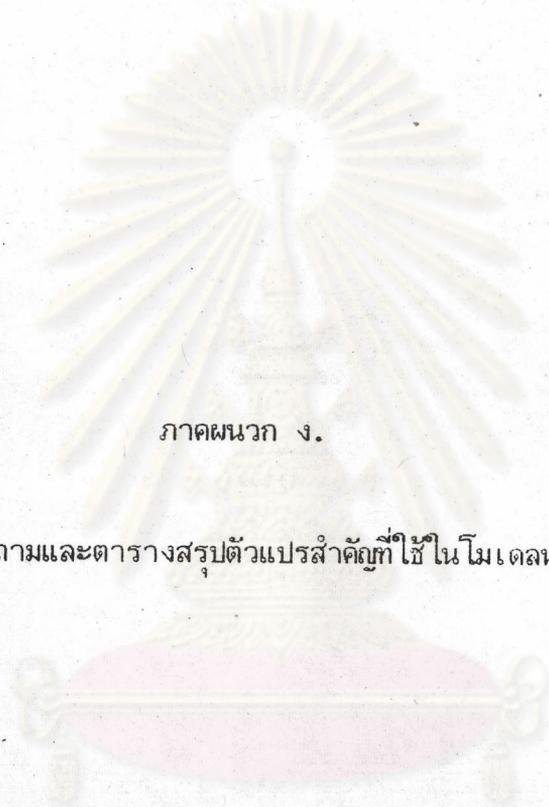 ภาคผนวก ง.
ถามและตารางสรุปตัวแปรสำคัญที่ใช้ในโมเดล